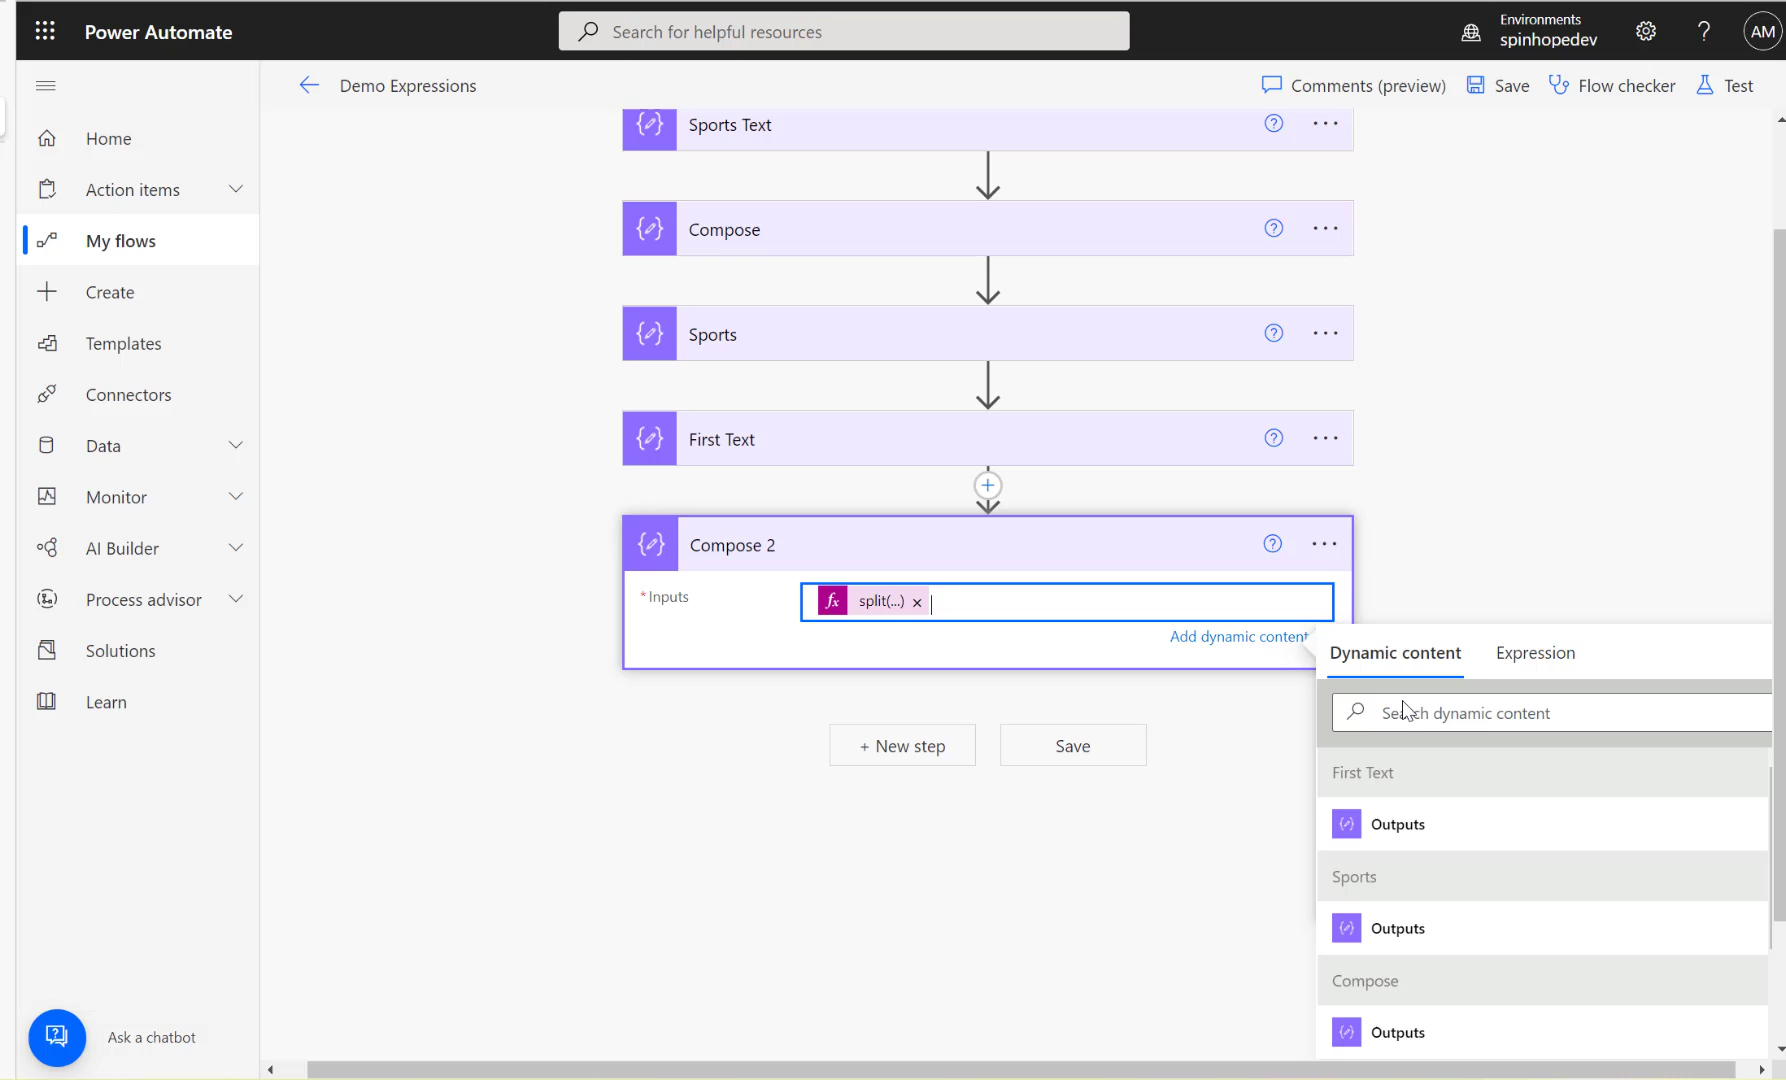 Power Automate
Search for helpful resources
Environments
spinhopedev
?
AM
Demo Expressions
Comments (preview)
Save
Flow checker
Test
Home
Action items
My flows
Create
Templates
Connectors
Data
Monitor
AI Builder
Process advisor
Solutions
Learn
Ask a chatbot
Sports Text
Compose
Sports
First Text
Compose 2
* Inputs
fx split(...) ×
Add dynamic content
+ New step
Save
Dynamic content
Expression
Search dynamic content
First Text
Outputs
Sports
Outputs
Compose
Outputs